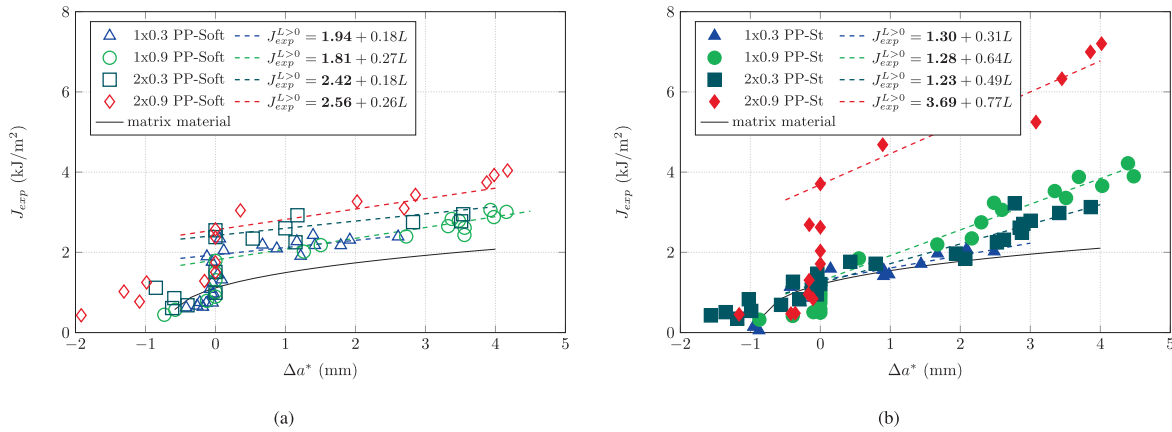 8
6
4
2
0
J_exp (kJ/m²)
−2
−1
0
1
2
3
4
5
Δa* (mm)
1x0.3 PP-Soft J_exp^{L>0} = 1.94 + 0.18L
1x0.9 PP-Soft J_exp^{L>0} = 1.81 + 0.27L
2x0.3 PP-Soft J_exp^{L>0} = 2.42 + 0.18L
2x0.9 PP-Soft J_exp^{L>0} = 2.56 + 0.26L
matrix material
(a)
8
6
4
2
0
J_exp (kJ/m²)
−2
−1
0
1
2
3
4
5
Δa* (mm)
1x0.3 PP-St J_exp^{L>0} = 1.30 + 0.31L
1x0.9 PP-St J_exp^{L>0} = 1.28 + 0.64L
2x0.3 PP-St J_exp^{L>0} = 1.23 + 0.49L
2x0.9 PP-St J_exp^{L>0} = 3.69 + 0.77L
matrix material
(b)